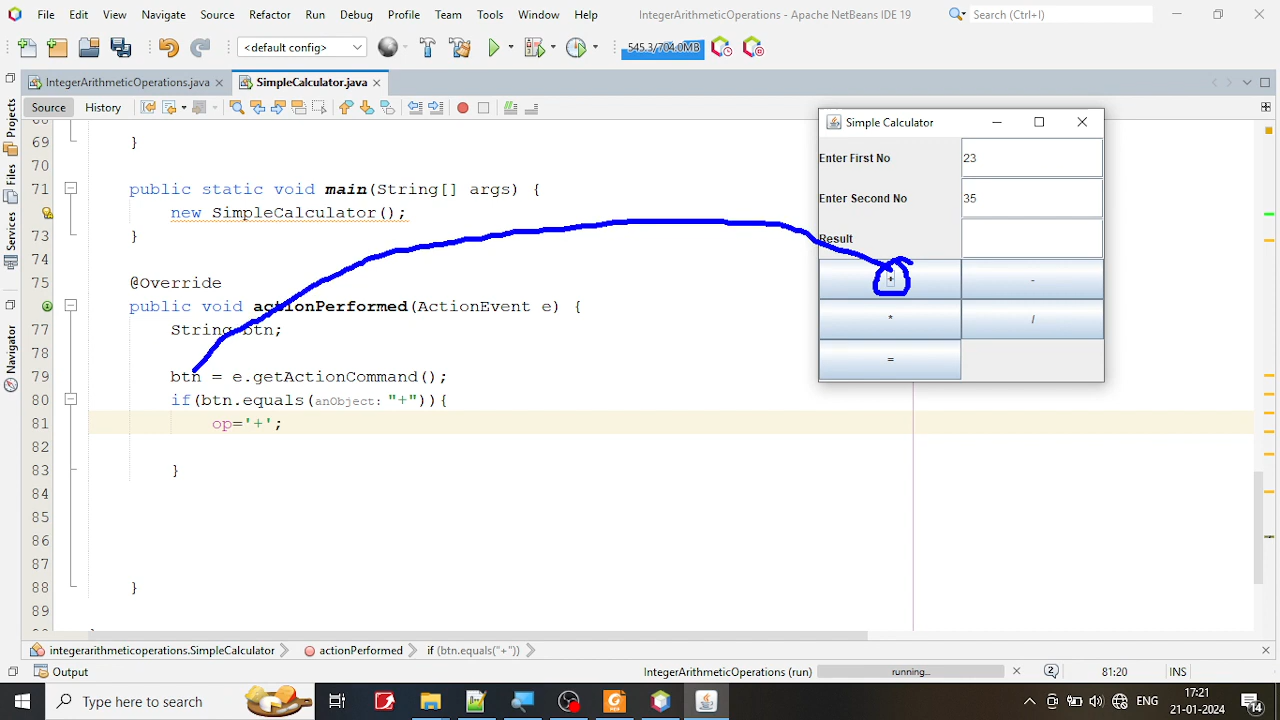 File Edit View Navigate Source Refactor Run Debug Profile Team Tools Window Help
IntegerArithmeticOperations - Apache NetBeans IDE 19
Search (Ctrl+I)
<default config>
545.3/704.0MB
IntegerArithmeticOperations.java
SimpleCalculator.java
Source History
Projects
Files
Services
Navigator
69 }
70
71 public static void main(String[] args) {
new SimpleCalculator();
73 }
74
75 @Override
public void actionPerformed(ActionEvent e) {
77 String btn;
78
79 btn = e.getActionCommand();
80 if(btn.equals(anObject: "+")){
81 op='+';
82
83 }
84
85
86
87
88 }
89
Simple Calculator
Enter First No 23
Enter Second No 35
Result
+ -
* /
=
integerarithmeticoperations.SimpleCalculator actionPerformed if (btn.equals("+"))
Output
IntegerArithmeticOperations (run) running... 81:20 INS
Type here to search
ENG
17:21
21-01-2024
14